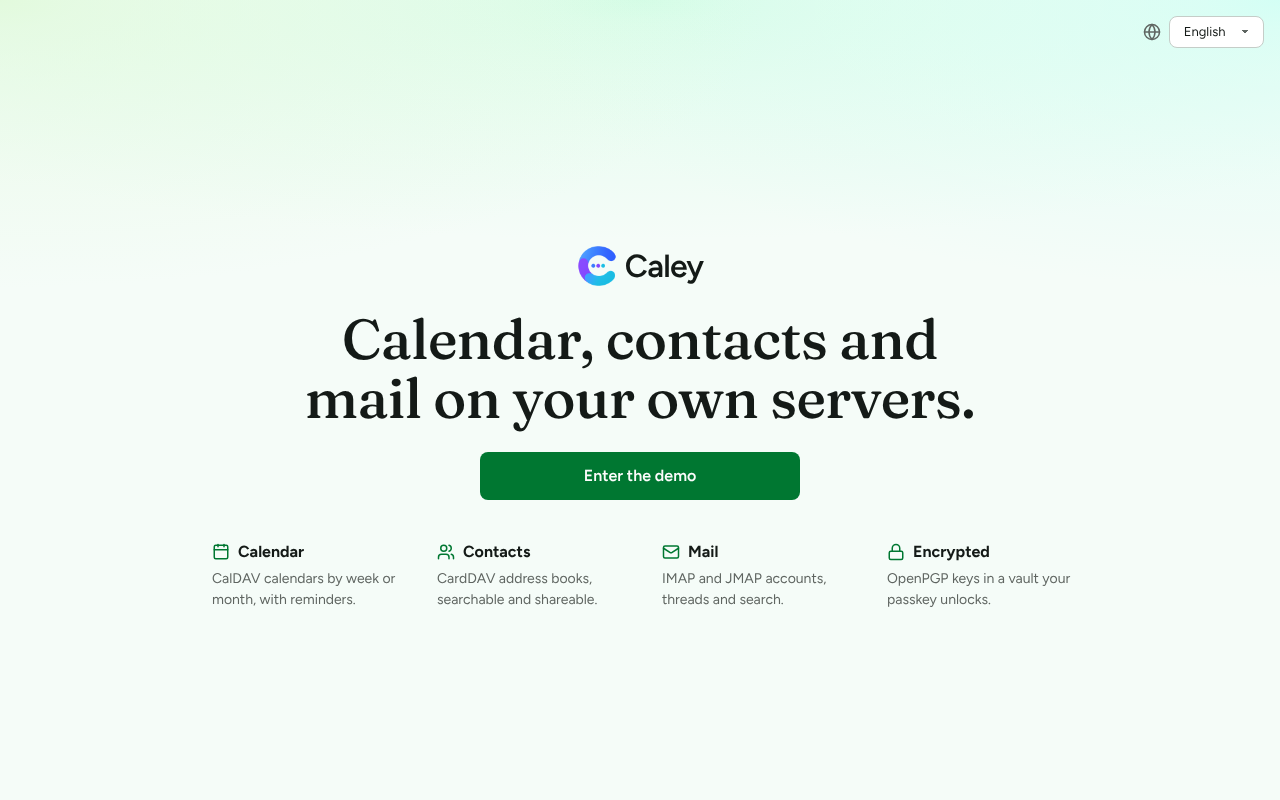 English
Caley
Calendar, contacts and
mail on your own servers.
Enter the demo
Calendar
CalDAV calendars by week or
month, with reminders.
Contacts
CardDAV address books,
searchable and shareable.
Mail
IMAP and JMAP accounts,
threads and search.
Encrypted
OpenPGP keys in a vault your
passkey unlocks.